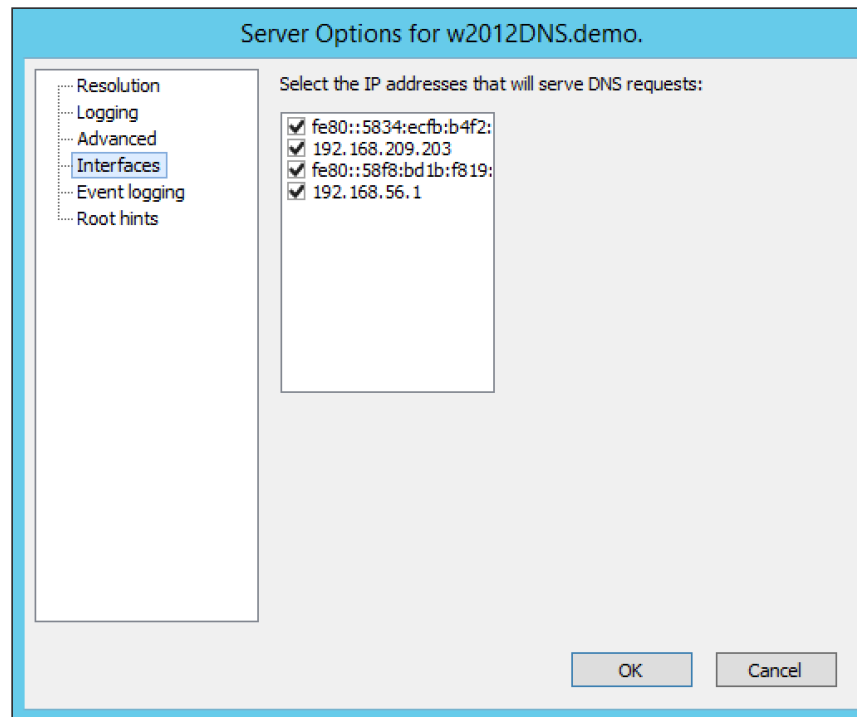 Server Options for w2012DNS.demo.
Resolution
Logging
Advanced
Interfaces
Event logging
Root hints
Select the IP addresses that will serve DNS requests:
fe80::5834:ecfb:b4f2:
192.168.209.203
fe80::58f8:bd1b:f819:
192.168.56.1
OK
Cancel